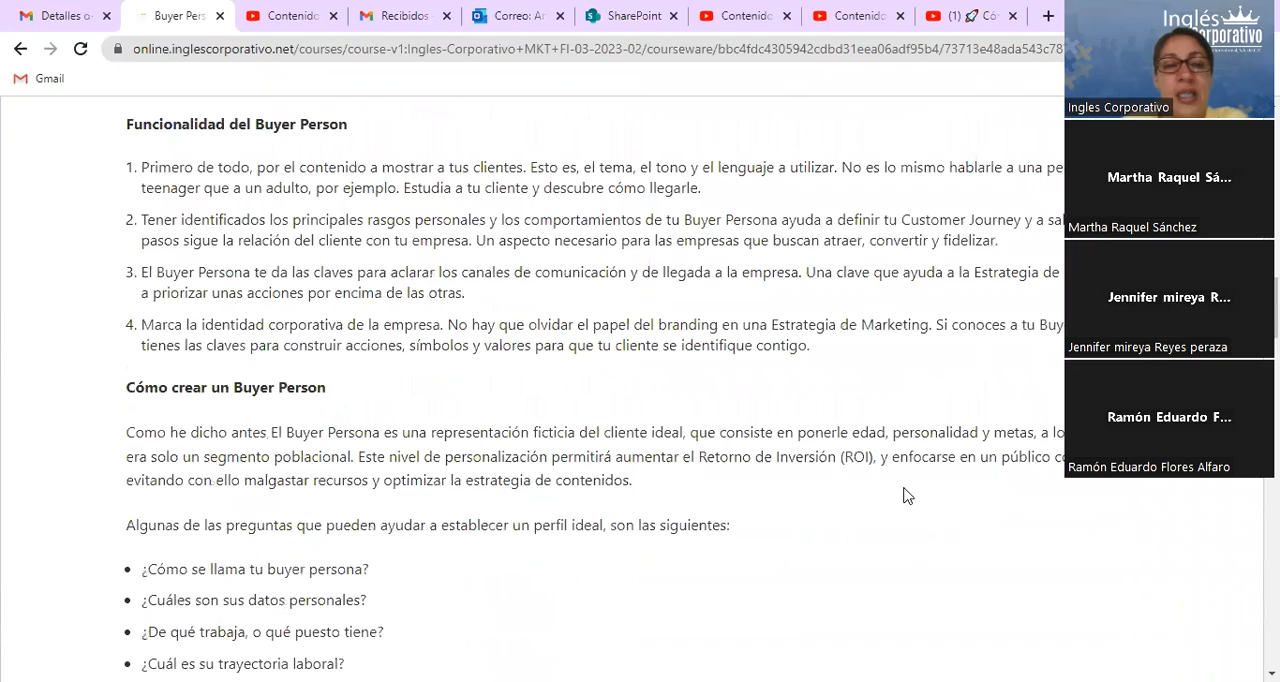 Detalles o
Buyer Pers
Contenido
Recibidos
Correo: Ar
SharePoint
Contenido
Contenido
(1) 🚀 Có
online.inglescorporativo.net/courses/course-v1:Ingles-Corporativo+MKT+FI-03-2023-02/courseware/bbc4fdc4305942cdbd31eea06adf95b4/73713e48ada543c78
Gmail
Funcionalidad del Buyer Person
1. Primero de todo, por el contenido a mostrar a tus clientes. Esto es, el tema, el tono y el lenguaje a utilizar. No es lo mismo hablarle a una pe
teenager que a un adulto, por ejemplo. Estudia a tu cliente y descubre cómo llegarle.
2. Tener identificados los principales rasgos personales y los comportamientos de tu Buyer Persona ayuda a definir tu Customer Journey y a sa
pasos sigue la relación del cliente con tu empresa. Un aspecto necesario para las empresas que buscan atraer, convertir y fidelizar.
3. El Buyer Persona te da las claves para aclarar los canales de comunicación y de llegada a la empresa. Una clave que ayuda a la Estrategia de
a priorizar unas acciones por encima de las otras.
4. Marca la identidad corporativa de la empresa. No hay que olvidar el papel del branding en una Estrategia de Marketing. Si conoces a tu Buy
tienes las claves para construir acciones, símbolos y valores para que tu cliente se identifique contigo.
Cómo crear un Buyer Person
Como he dicho antes El Buyer Persona es una representación ficticia del cliente ideal, que consiste en ponerle edad, personalidad y metas, a lo
era solo un segmento poblacional. Este nivel de personalización permitirá aumentar el Retorno de Inversión (ROI), y enfocarse en un público co
evitando con ello malgastar recursos y optimizar la estrategia de contenidos.
Algunas de las preguntas que pueden ayudar a establecer un perfil ideal, son las siguientes:
• ¿Cómo se llama tu buyer persona?
• ¿Cuáles son sus datos personales?
• ¿De qué trabaja, o qué puesto tiene?
• ¿Cuál es su trayectoria laboral?
Inglés
Corporativo
Ingles Corporativo
Martha Raquel Sá...
Martha Raquel Sánchez
Jennifer mireya R...
Jennifer mireya Reyes peraza
Ramón Eduardo F...
Ramón Eduardo Flores Alfaro